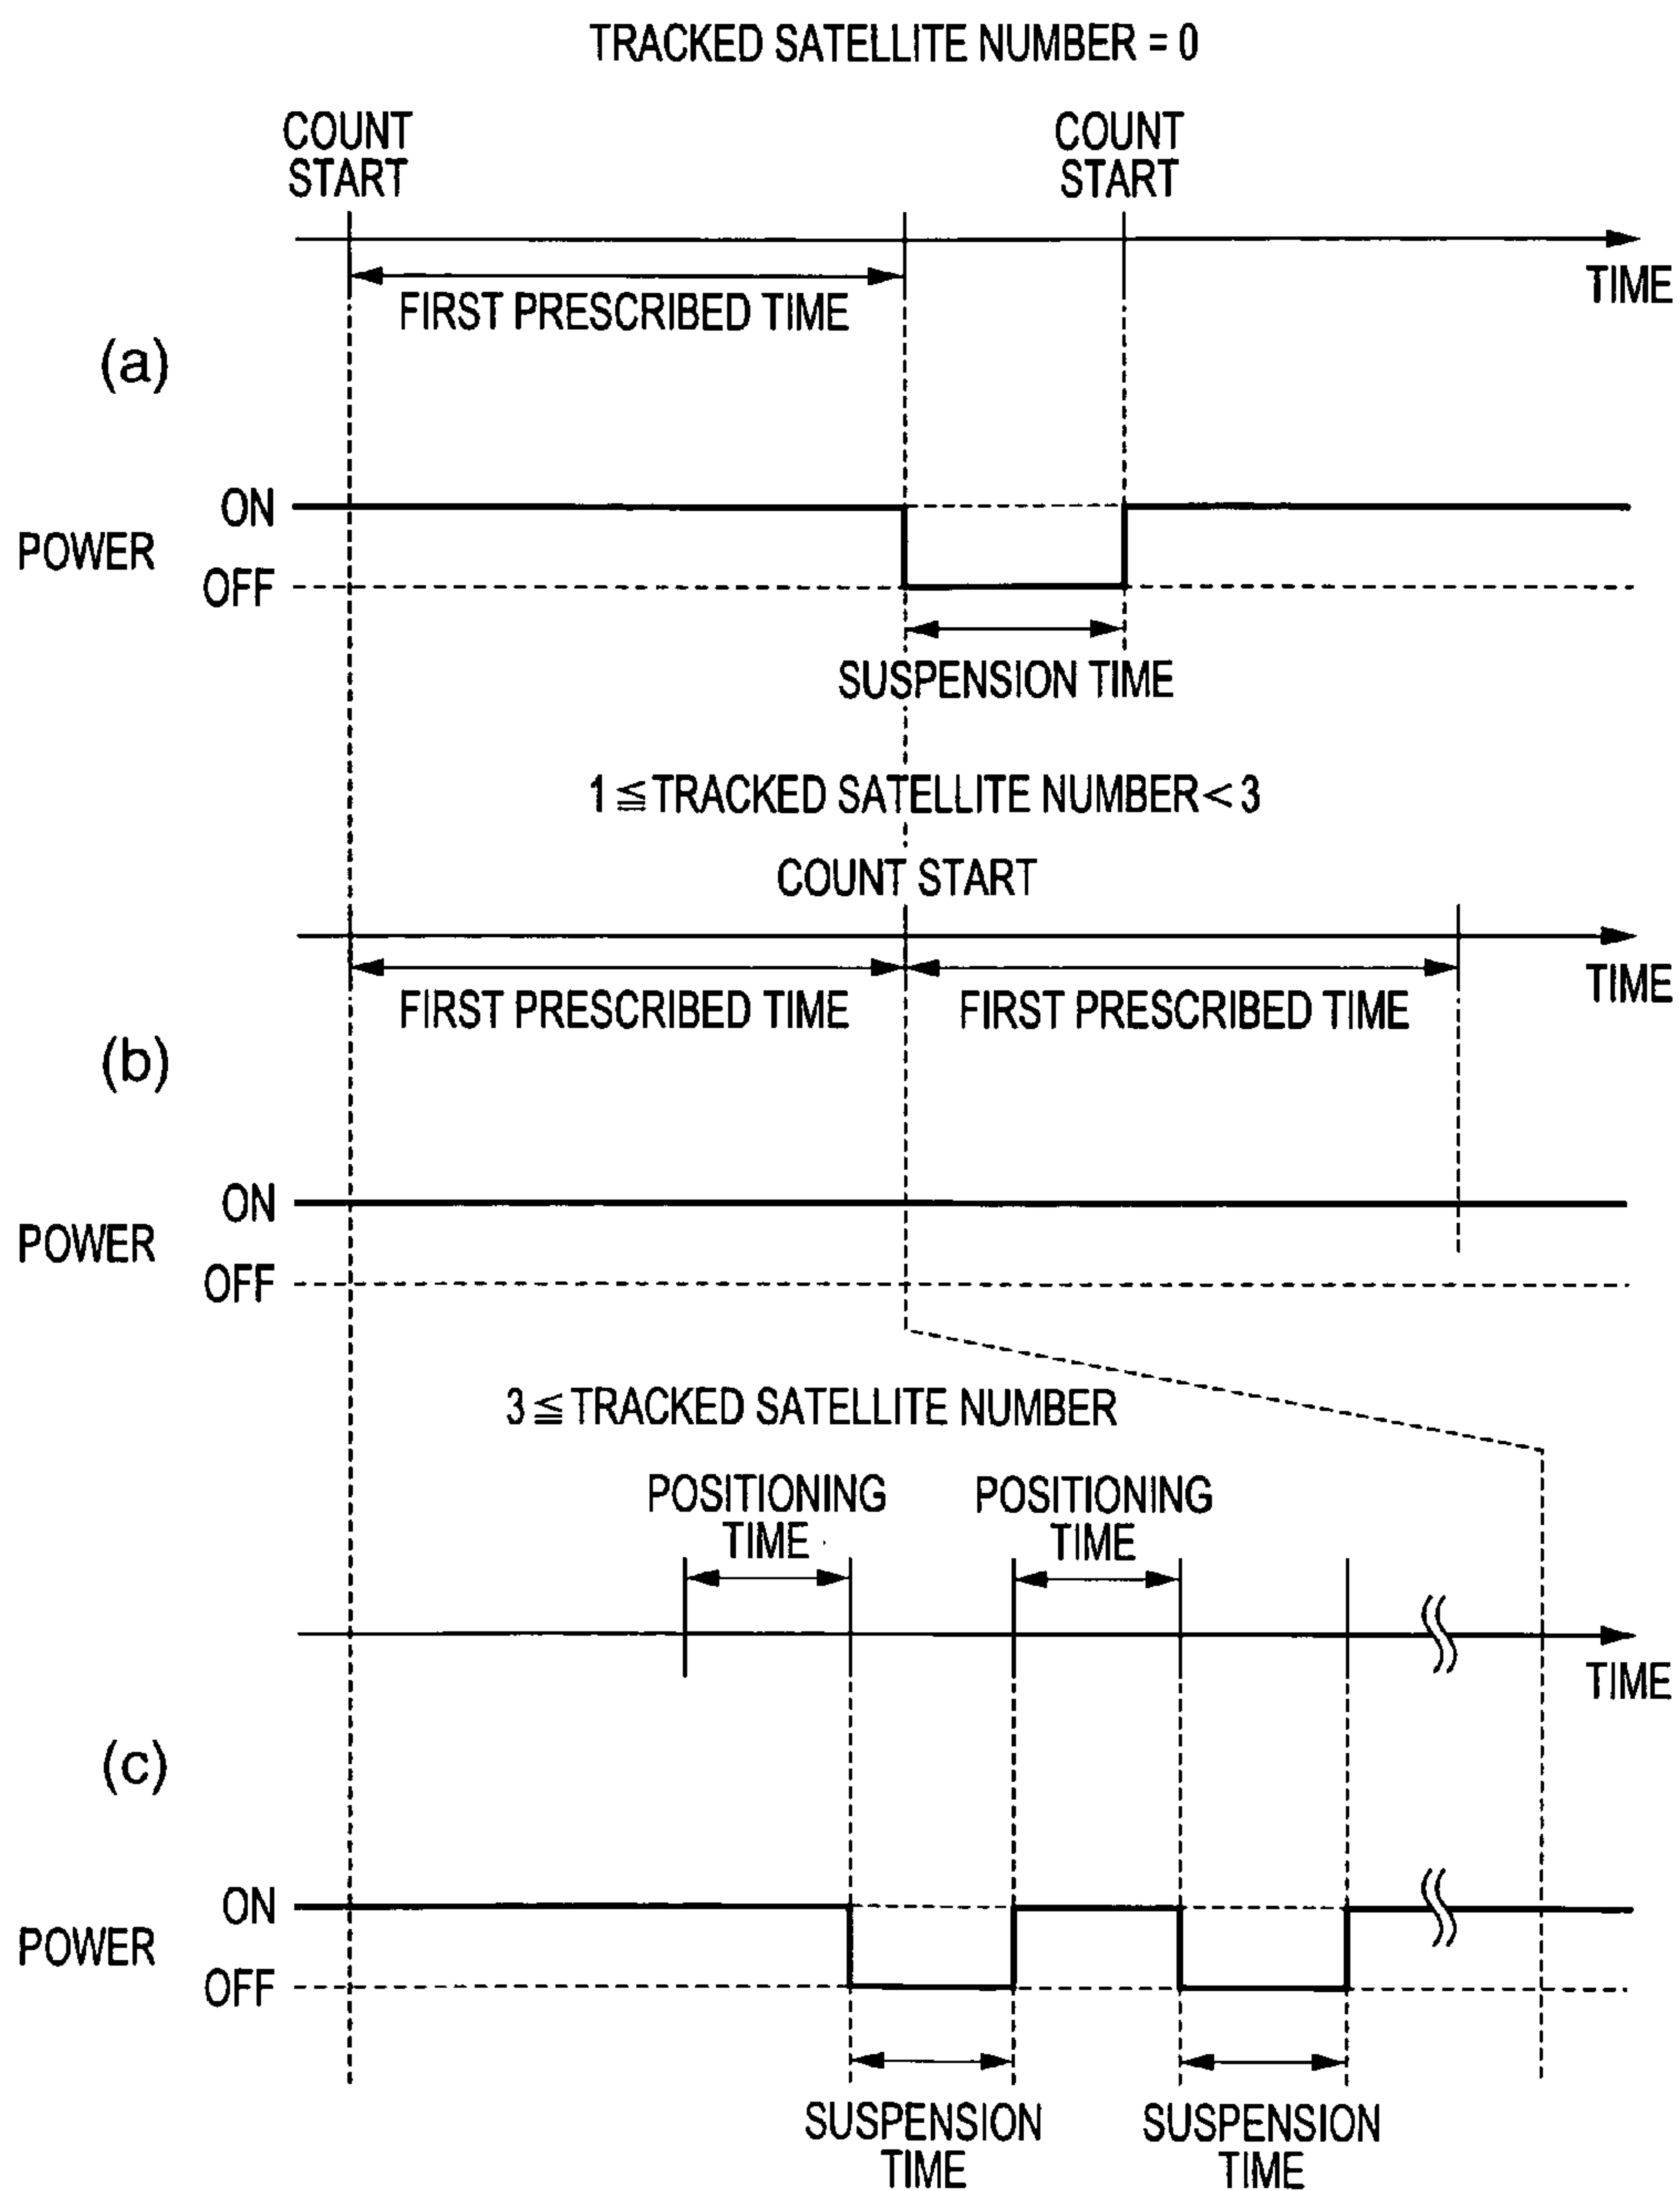 TRACKED SATELLITE NUMBER = 0
COUNT START
COUNT START
TIME
FIRST PRESCRIBED TIME
(a)
ON
POWER
OFF
SUSPENSION TIME
1 ≦ TRACKED SATELLITE NUMBER < 3
COUNT START
TIME
FIRST PRESCRIBED TIME
FIRST PRESCRIBED TIME
(b)
ON
POWER
OFF
3 ≦ TRACKED SATELLITE NUMBER
POSITIONING TIME
POSITIONING TIME
TIME
(c)
ON
POWER
OFF
SUSPENSION TIME
SUSPENSION TIME